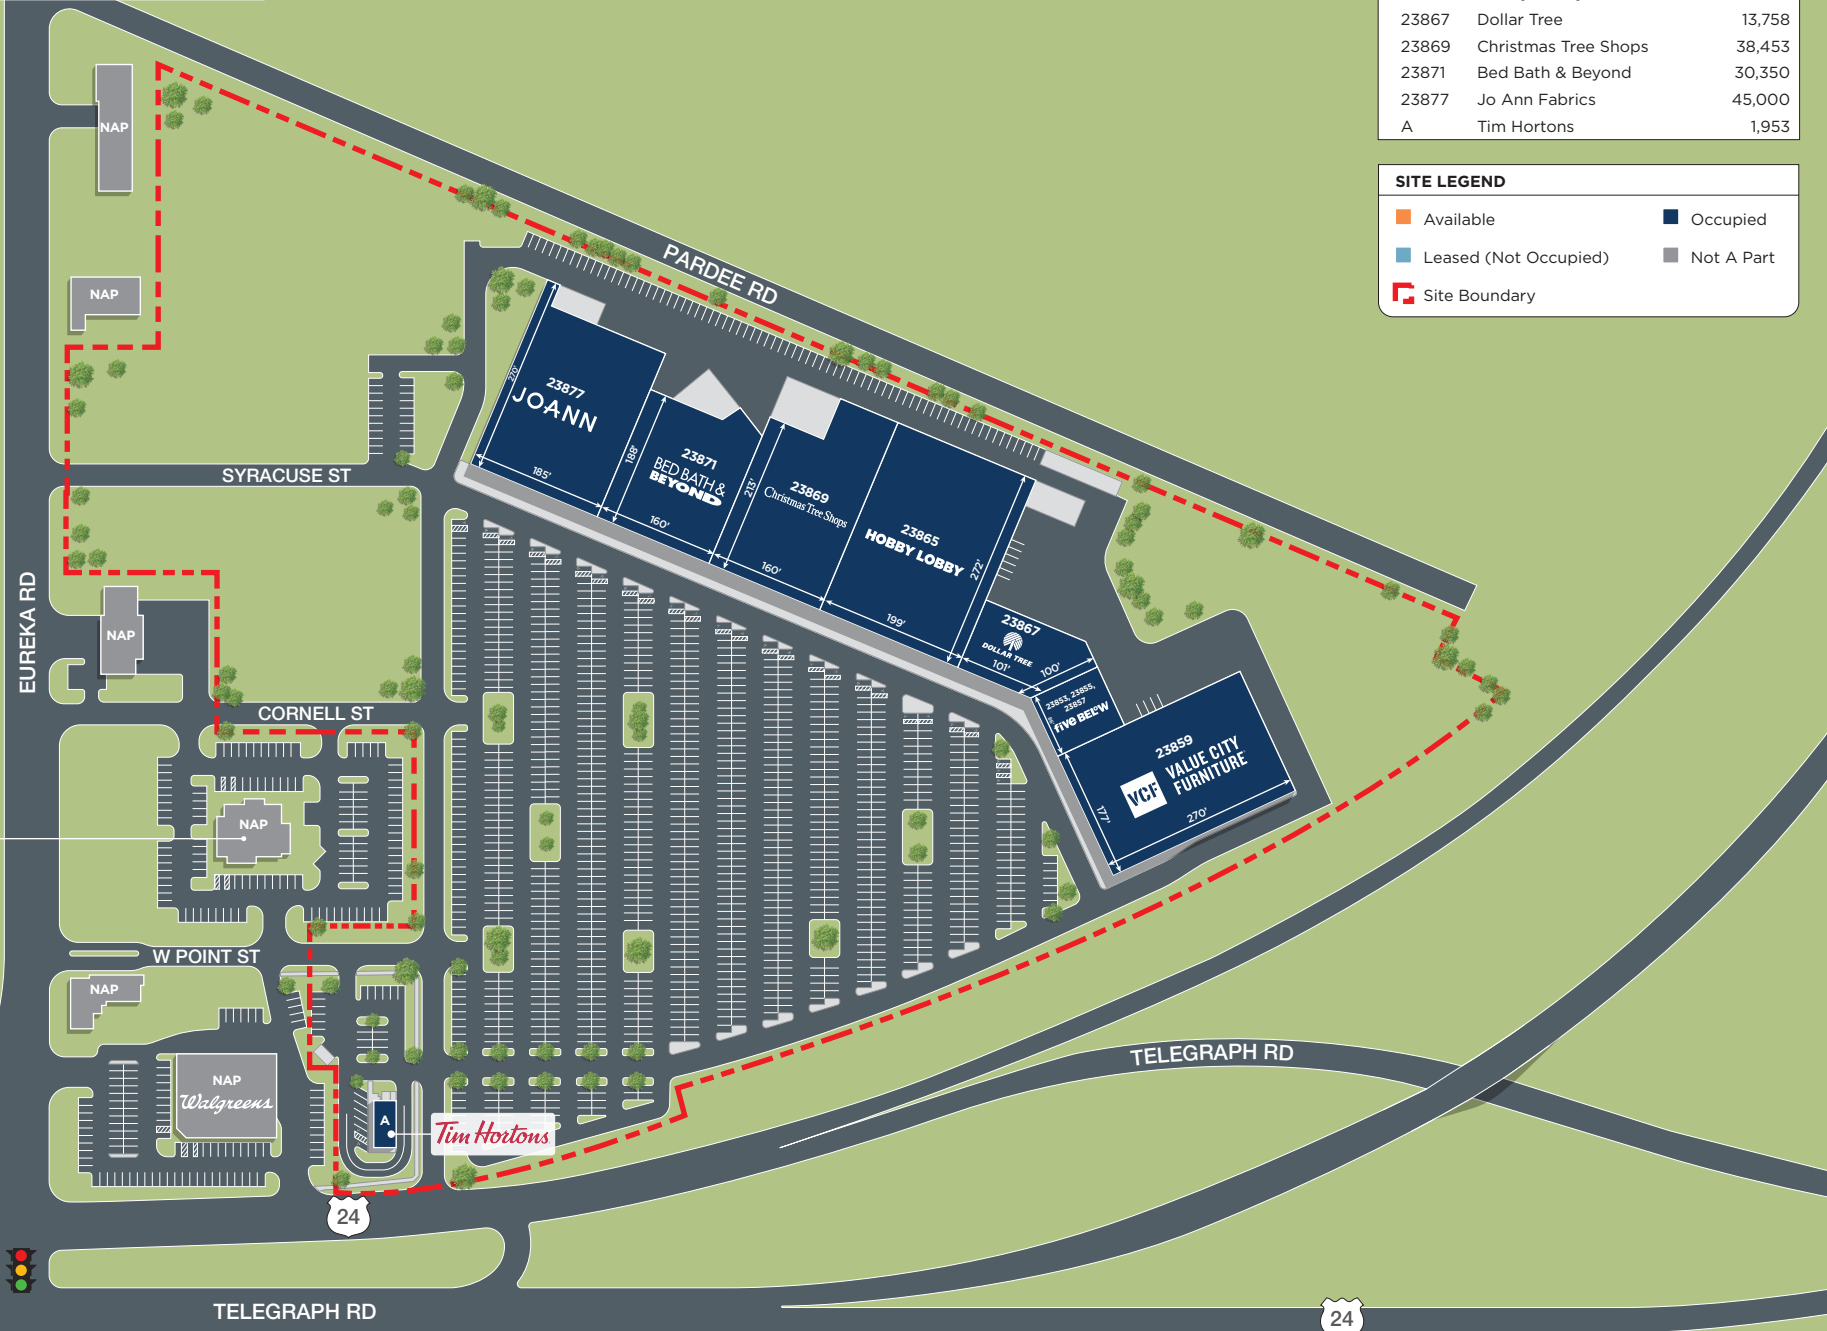 23867 Dollar Tree 13,758
23869 Christmas Tree Shops 38,453
23871 Bed Bath & Beyond 30,350
23877 Jo Ann Fabrics 45,000
A Tim Hortons 1,953
SITE LEGEND
Available
Occupied
Leased (Not Occupied)
Not A Part
Site Boundary
NAP
PARDEE RD
NAP
270'
23877
JOANN
185'
188'
23871
BED BATH &
BEYOND
160'
213'
23869
Christmas Tree Shops
160'
23865
HOBBY LOBBY
272'
199'
23867
DOLLAR TREE
101'
100'
23853, 23855,
23857
five BELOW
23859
VCF
VALUE CITY
FURNITURE
177'
270'
SYRACUSE ST
EUREKA RD
NAP
CORNELL ST
NAP
W POINT ST
NAP
NAP
Walgreens
A
Tim Hortons
TELEGRAPH RD
24
TELEGRAPH RD
24